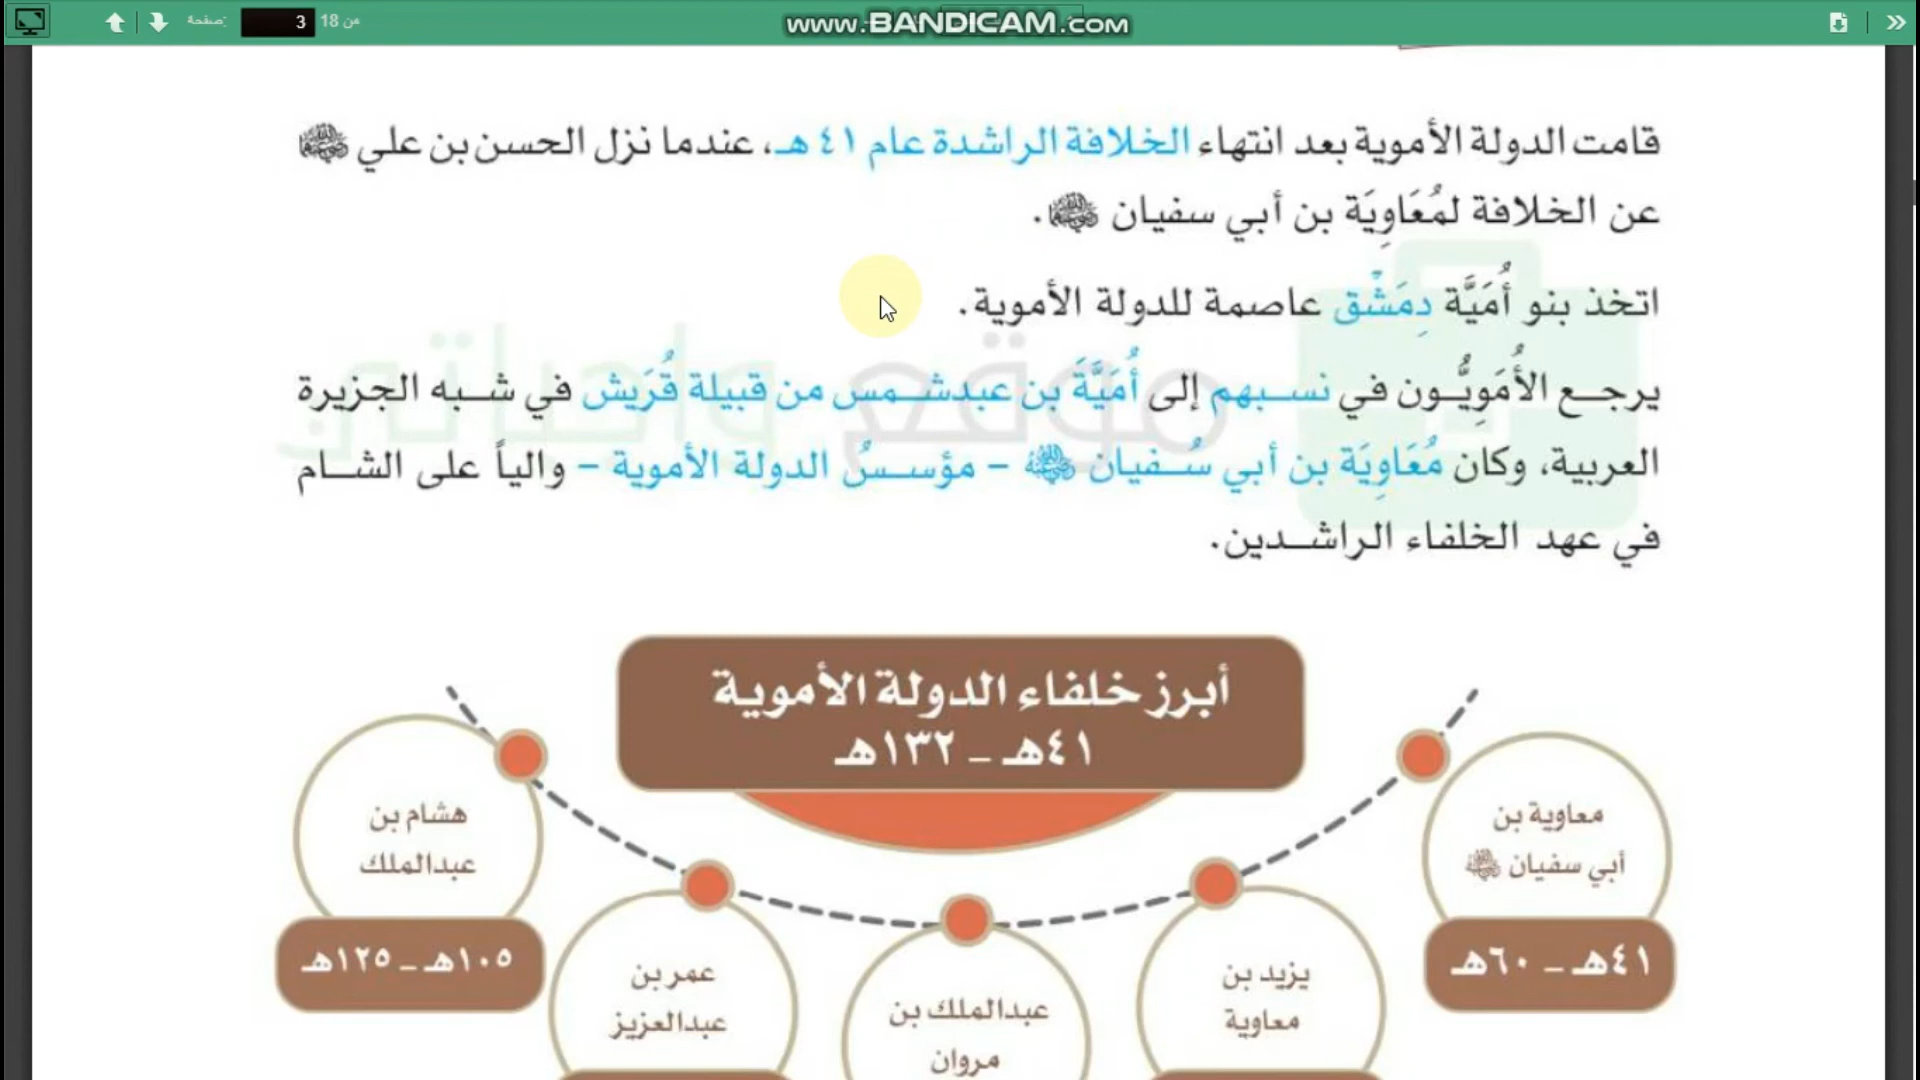 صفحة: 3 من 18
www.BANDICAM.com
قامت الدولة الأموية بعد انتهاء الخلافة الراشدة عام ٤١ هـ، عندما نزل الحسن بن علي
عن الخلافة لمُعَاوِيَة بن أبي سفيان .
اتخذ بنو أُمَيَّة دِمَشْق عاصمة للدولة الأموية.
يرجع الأُمَوِيُّون في نسبهم إلى أُمَيَّةَ بن عبدشمس من قبيلة قُرَيش في شبه الجزيرة
العربية، وكان مُعَاوِيَة بن أبي سُفيان – مؤسسُ الدولة الأموية – والياً على الشام
في عهد الخلفاء الراشدين.
موقع واجباتي
أبرز خلفاء الدولة الأموية
٤١هـ – ١٣٢هـ
معاوية بن
أبي سفيان
٤١هـ – ٦٠هـ
يزيد بن
معاوية
عبدالملك بن
مروان
عمر بن
عبدالعزيز
هشام بن
عبدالملك
١٠٥هـ – ١٢٥هـ